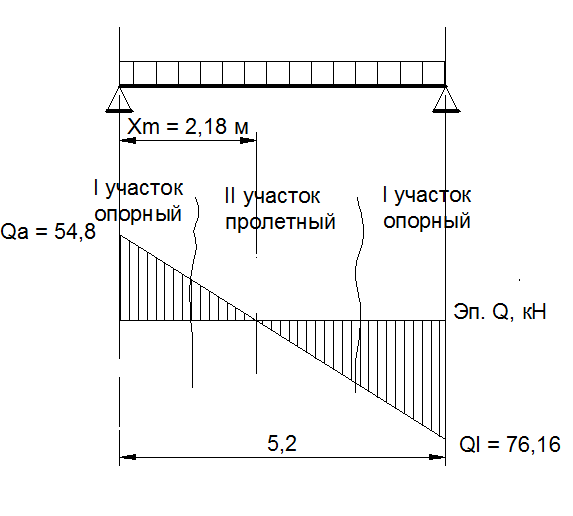 Xm = 2,18 м
I участок
опорный
II участок
пролетный
I участок
опорный
Qa = 54,8
Эп. Q, кН
5,2
Ql = 76,16